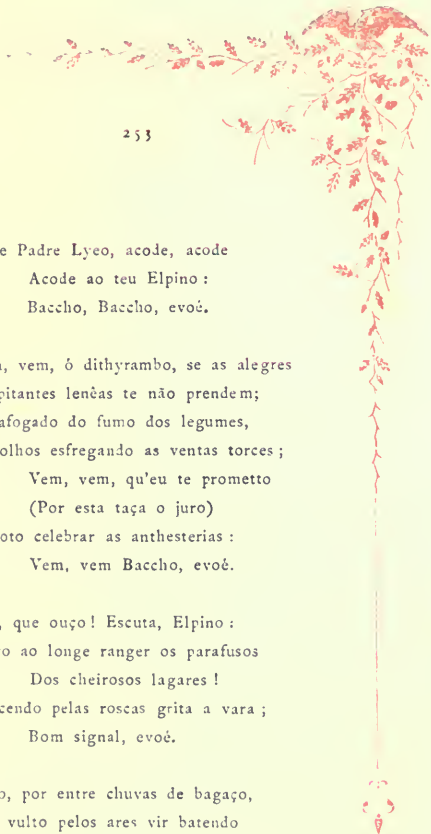 253
e Padre Lyeo, acode, acode
Acode ao teu Elpino :
Baccho, Baccho, evoé.
, vem, ó dithyrambo, se as alegres
pitantes lenêas te não prendem;
afogado do fumo dos legumes,
olhos esfregando as ventas torces ;
Vem, vem, qu'eu te prometto
(Por esta taça o juro)
oto celebrar as anthesterias :
Vem, vem Baccho, evoé.
, que ouço ! Escuta, Elpino :
o ao longe ranger os parafusos
Dos cheirosos lagares !
cendo pelas roscas grita a vara ;
Bom signal, evoé.
o, por entre chuvas de bagaço,
vulto pelos ares vir batendo